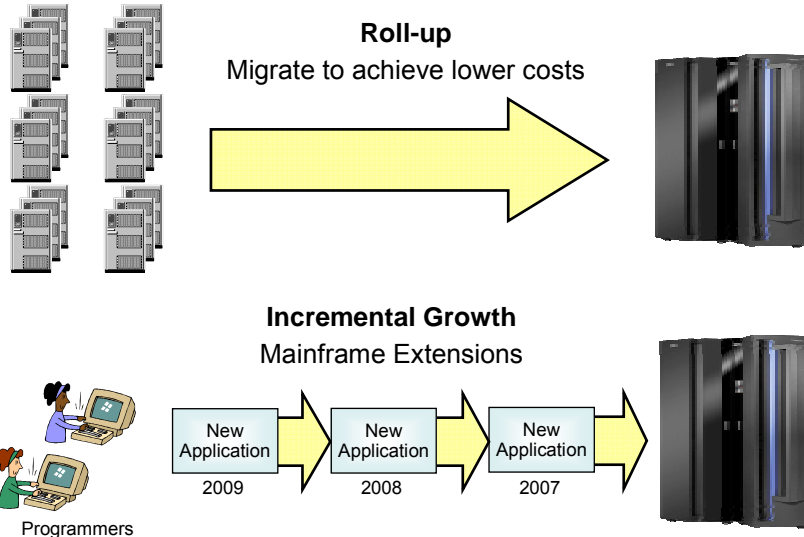 Roll-up
Migrate to achieve lower costs
Incremental Growth
Mainframe Extensions
New
Application
New
Application
New
Application
2009
2008
2007
Programmers